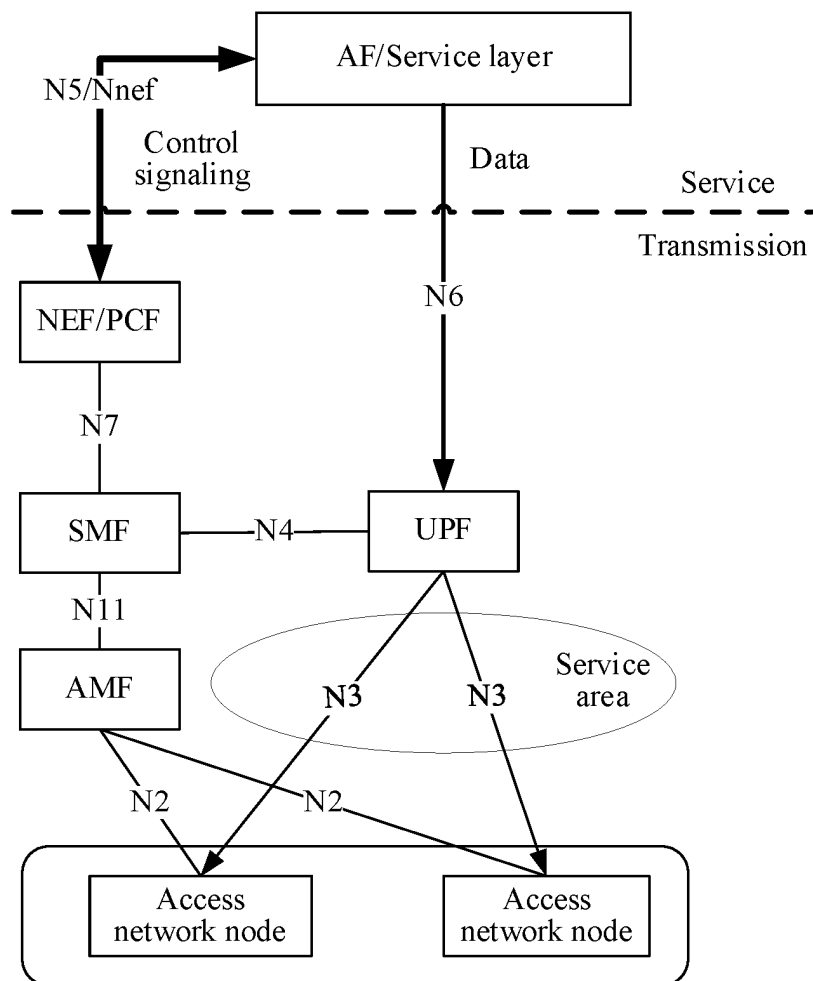 AF/Service layer
N5/Nnef
Control
signaling
Data
Service
Transmission
N6
NEF/PCF
N7
SMF
N4
UPF
N11
AMF
Service
area
N3
N3
N2
N2
Access
network node
Access
network node